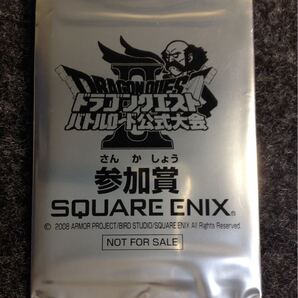 DRAGON QUEST
II
ドラゴンクエスト
バトルロード公式大会
さんかしょう
参加賞
SQUARE ENIX®
© 2008 ARMOR PROJECT/BIRD STUDIO/SQUARE ENIX All Rights Reserved.
NOT FOR SALE